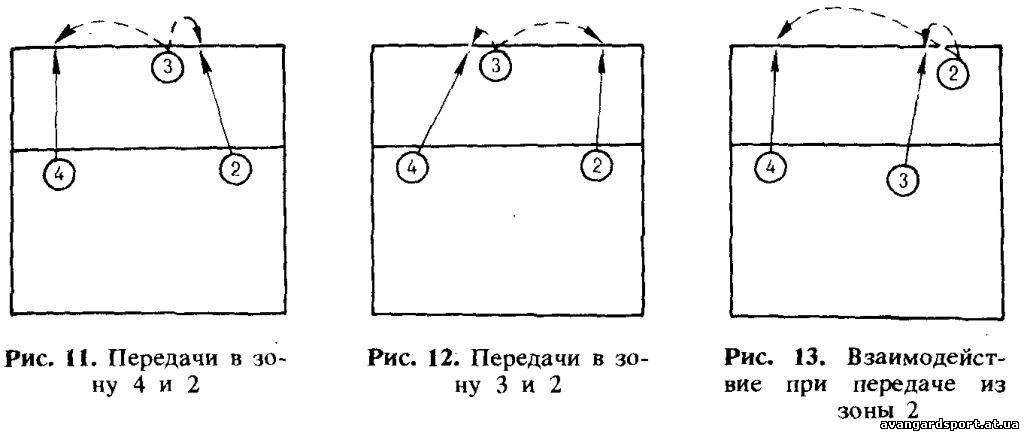 3
4
2
Рис. 11. Передачи в зо-
ну 4 и 2
3
4
2
Рис. 12. Передачи в зо-
ну 3 и 2
2
4
3
Рис. 13. Взаимодейст-
вие при передаче из
зоны 2
avangardsport.at.ua